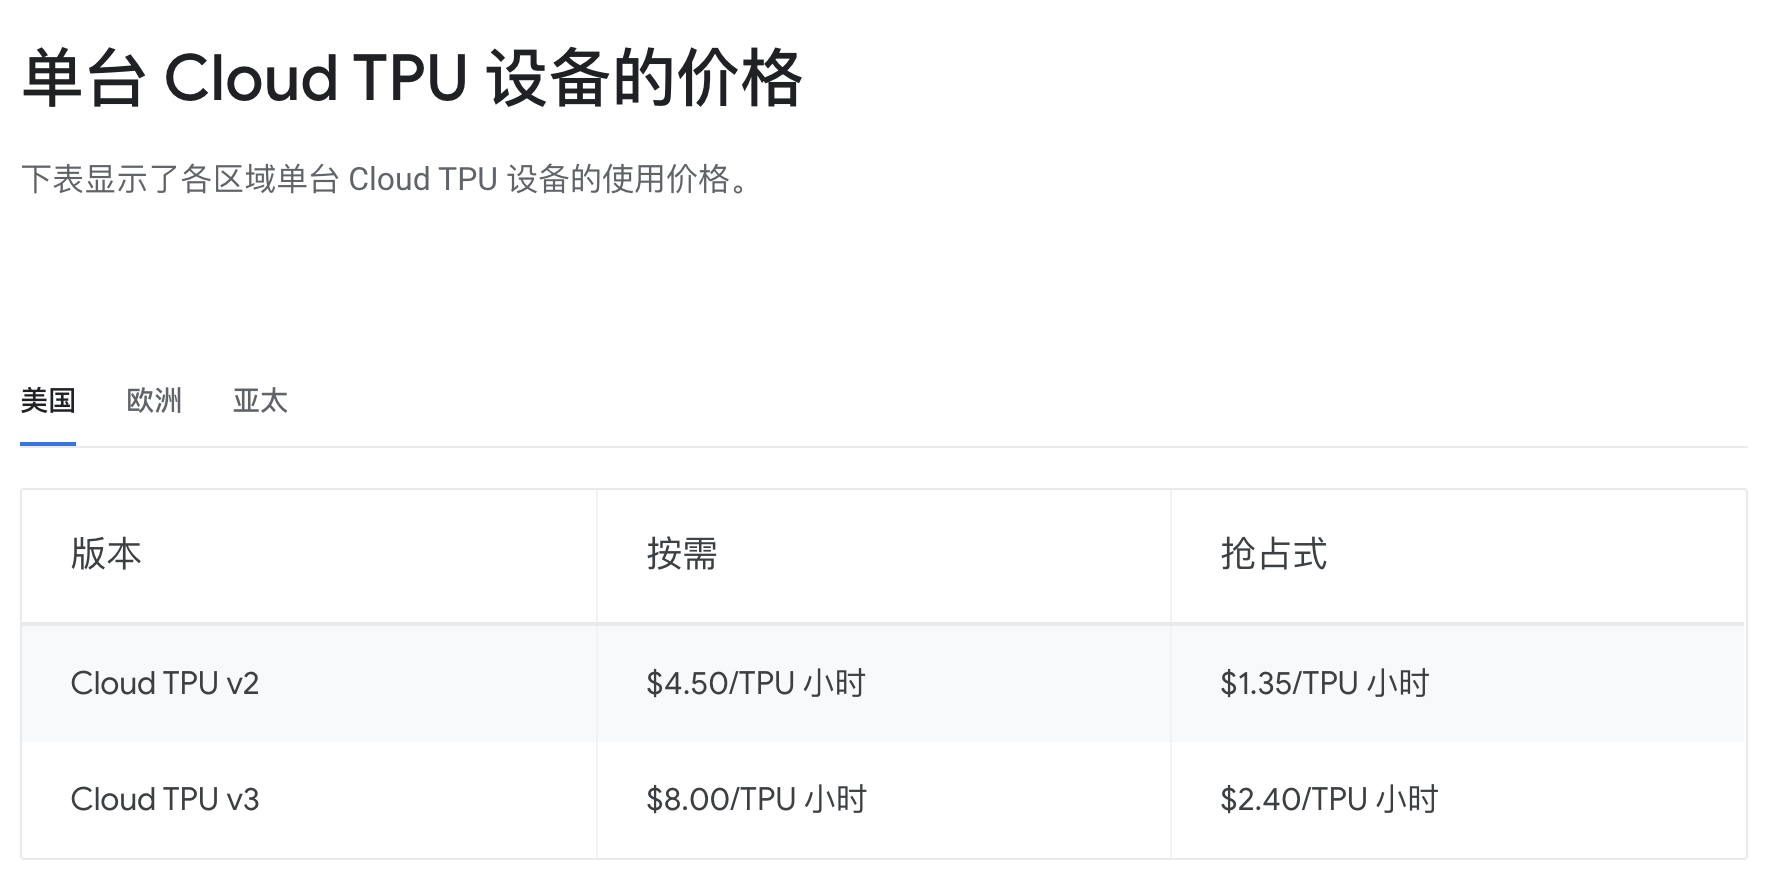 单台 Cloud TPU 设备的价格
下表显示了各区域单台 Cloud TPU 设备的使用价格。
美国 欧洲 亚太
版本 按需 抢占式
Cloud TPU v2 $4.50/TPU 小时 $1.35/TPU 小时
Cloud TPU v3 $8.00/TPU 小时 $2.40/TPU 小时